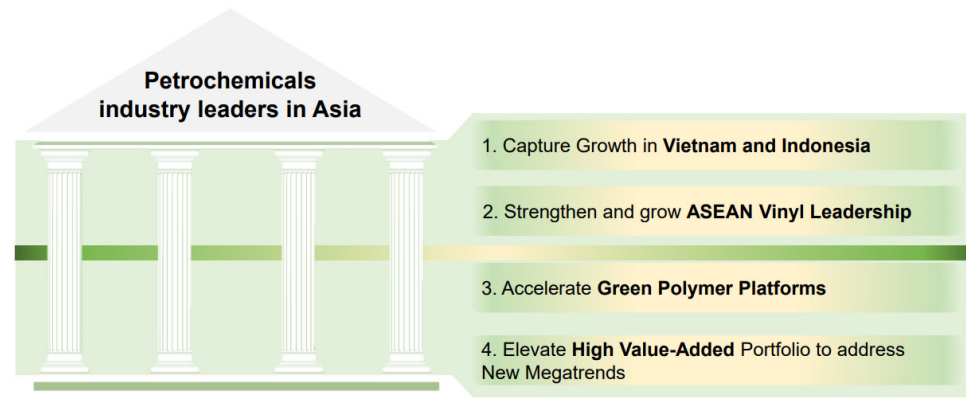 Petrochemicals
industry leaders in Asia
1. Capture Growth in Vietnam and Indonesia
2. Strengthen and grow ASEAN Vinyl Leadership
3. Accelerate Green Polymer Platforms
4. Elevate High Value-Added Portfolio to address
New Megatrends